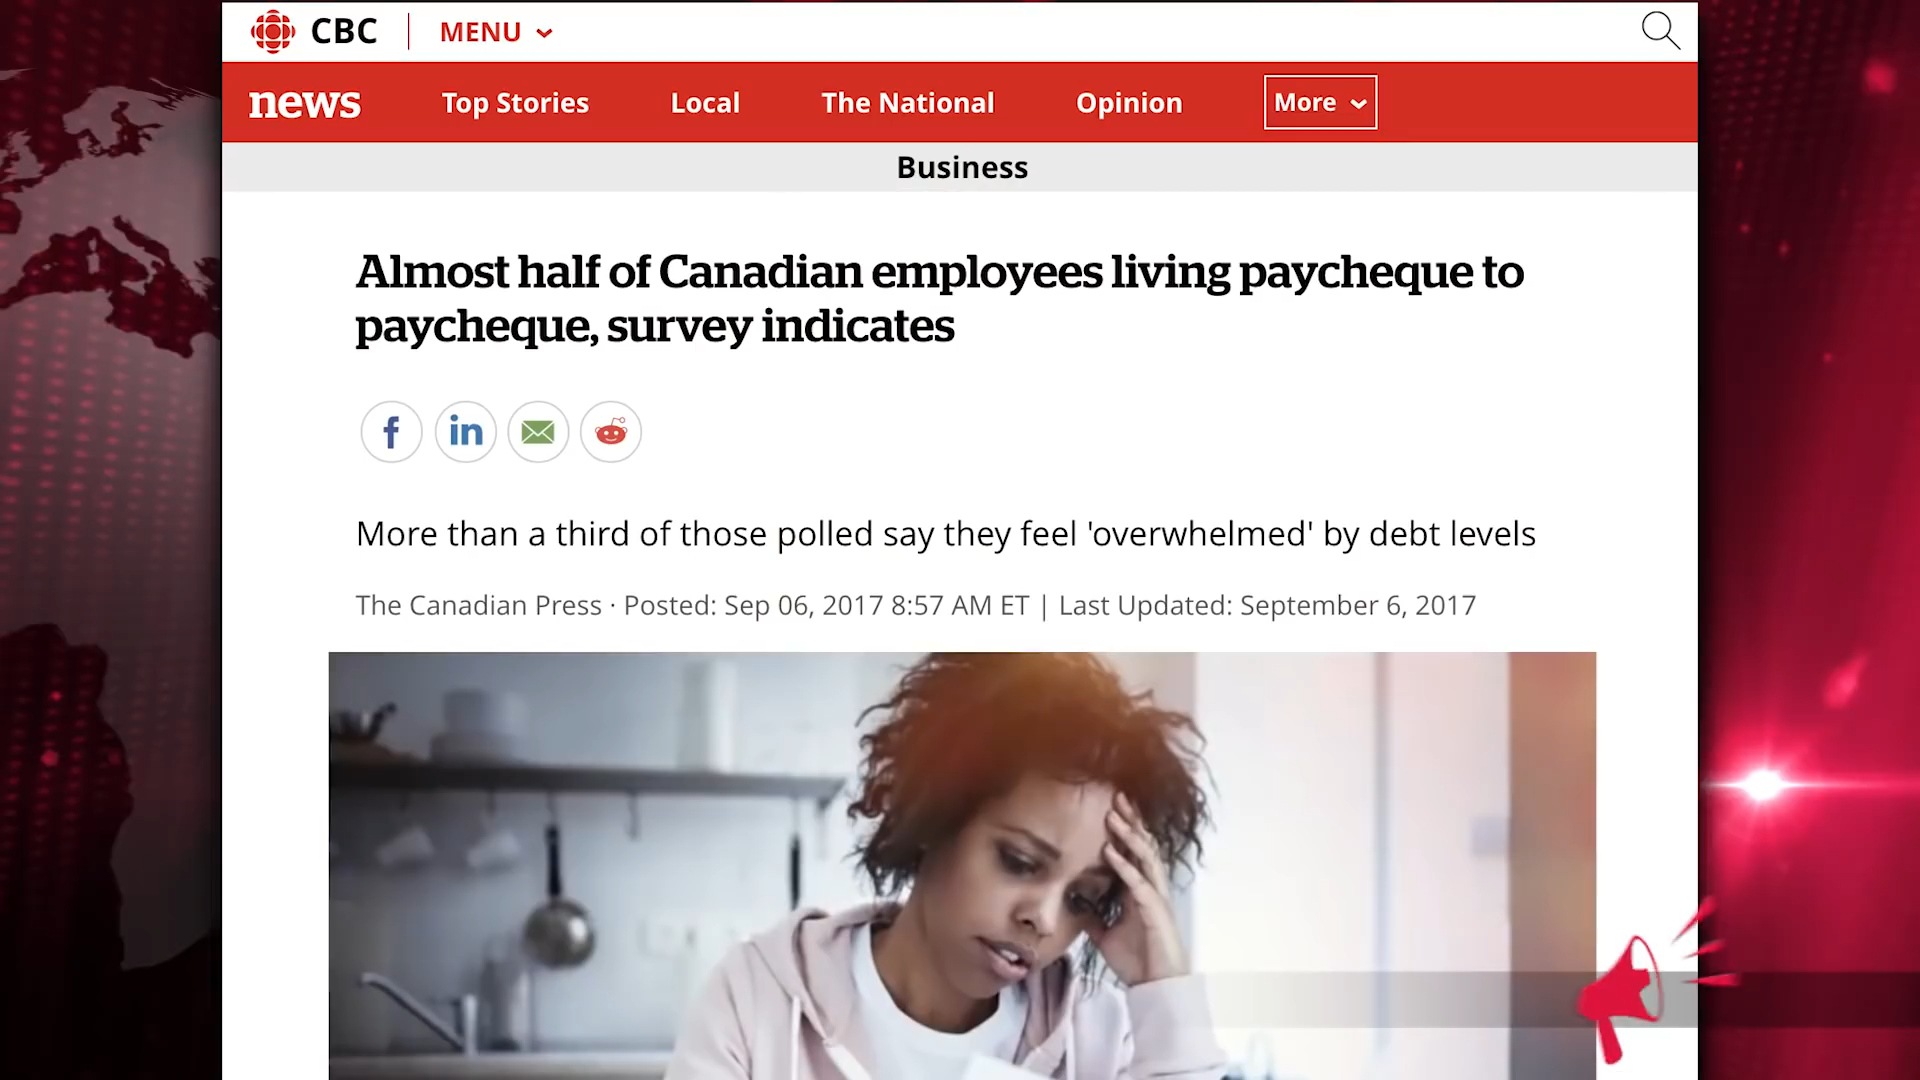 CBC MENU
news Top Stories Local The National Opinion More
Business
Almost half of Canadian employees living paycheque to
paycheque, survey indicates
f in
More than a third of those polled say they feel 'overwhelmed' by debt levels
The Canadian Press · Posted: Sep 06, 2017 8:57 AM ET | Last Updated: September 6, 2017